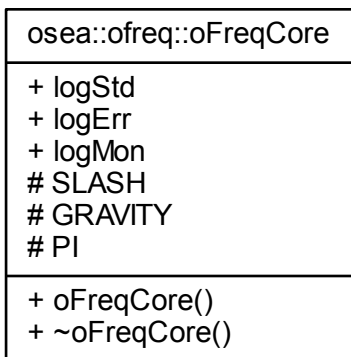 osea::ofreq::oFreqCore
+ logStd
+ logErr
+ logMon
# SLASH
# GRAVITY
# PI
+ oFreqCore()
+ ~oFreqCore()